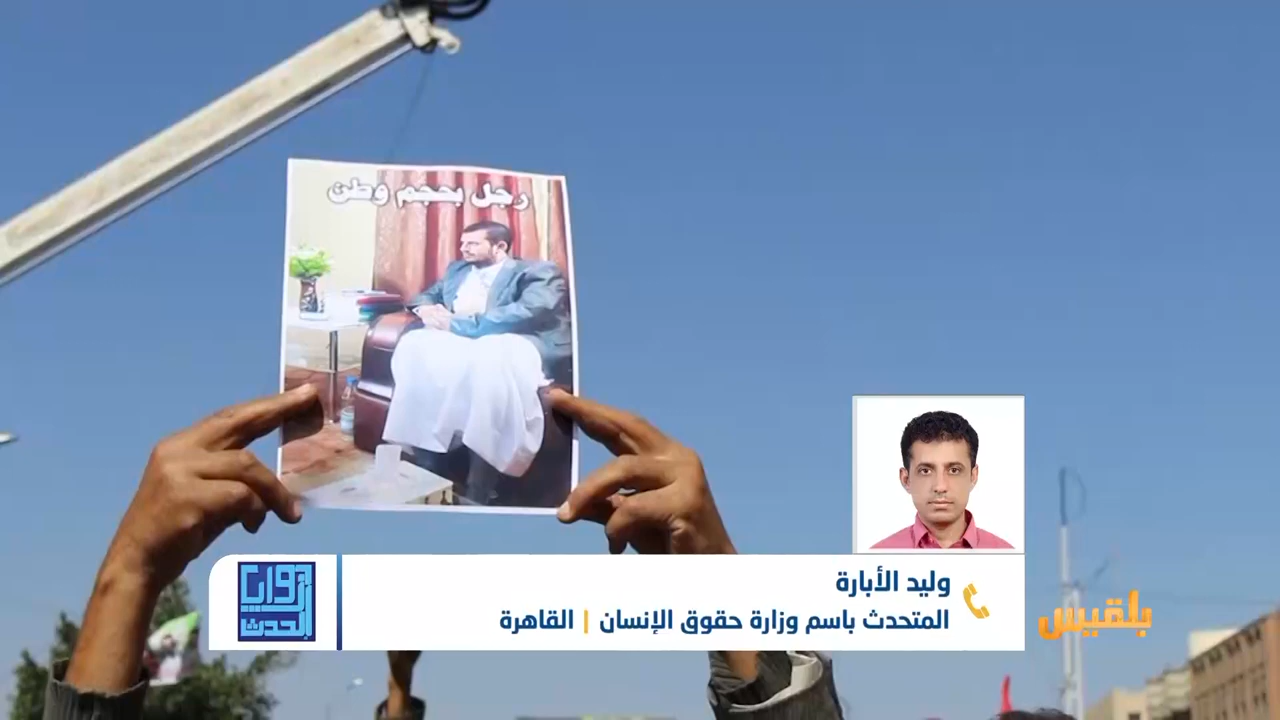 رجل بحجم وطن
وليد الأبارة
المتحدث باسم وزارة حقوق الإنسان | القاهرة
زوايا
الحدث
بلقيس